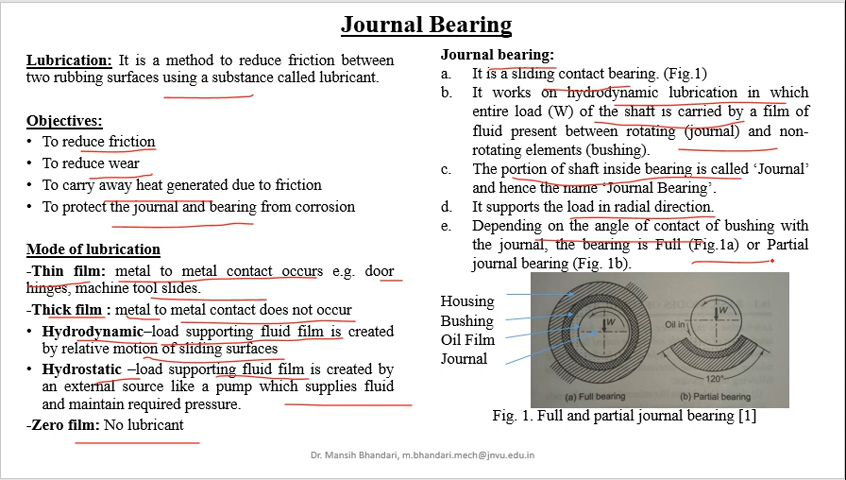 Journal Bearing
Lubrication: It is a method to reduce friction between
two rubbing surfaces using a substance called lubricant.
Objectives:
• To reduce friction
• To reduce wear
• To carry away heat generated due to friction
• To protect the journal and bearing from corrosion
Mode of lubrication
-Thin film: metal to metal contact occurs e.g. door
hinges, machine tool slides.
-Thick film : metal to metal contact does not occur
• Hydrodynamic–load supporting fluid film is created
by relative motion of sliding surfaces
• Hydrostatic –load supporting fluid film is created by
an external source like a pump which supplies fluid
and maintain required pressure.
-Zero film: No lubricant
Journal bearing:
a. It is a sliding contact bearing. (Fig.1)
b. It works on hydrodynamic lubrication in which
entire load (W) of the shaft is carried by a film of
fluid present between rotating (journal) and non-
rotating elements (bushing).
c. The portion of shaft inside bearing is called ‘Journal’
and hence the name ‘Journal Bearing’.
d. It supports the load in radial direction.
e. Depending on the angle of contact of bushing with
the journal, the bearing is Full (Fig.1a) or Partial
journal bearing (Fig. 1b).
Housing
Bushing
Oil Film
Journal
W
Oil in
W
120°
(a) Full bearing
(b) Partial bearing
Fig. 1. Full and partial journal bearing [1]
Dr. Mansih Bhandari, m.bhandari.mech@jnvu.edu.in